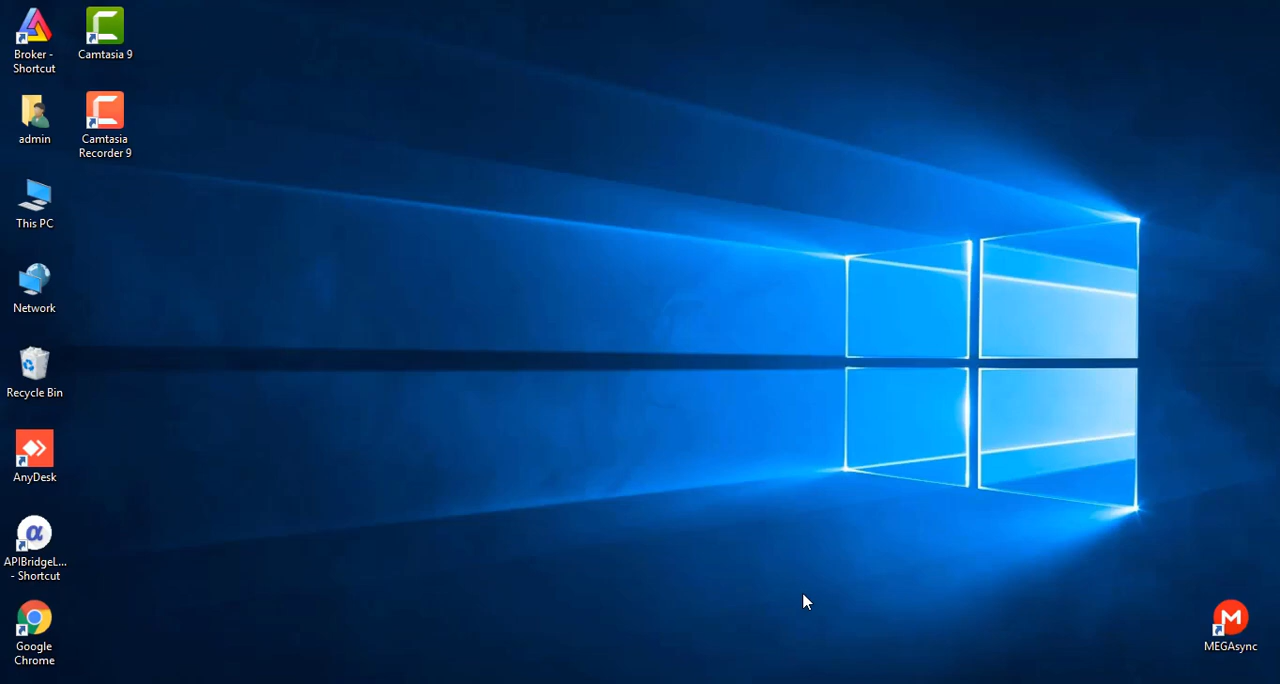 Broker -
Shortcut
Camtasia 9
admin
Camtasia
Recorder 9
This PC
Network
Recycle Bin
AnyDesk
APIBridgeL...
- Shortcut
Google
Chrome
MEGAsync